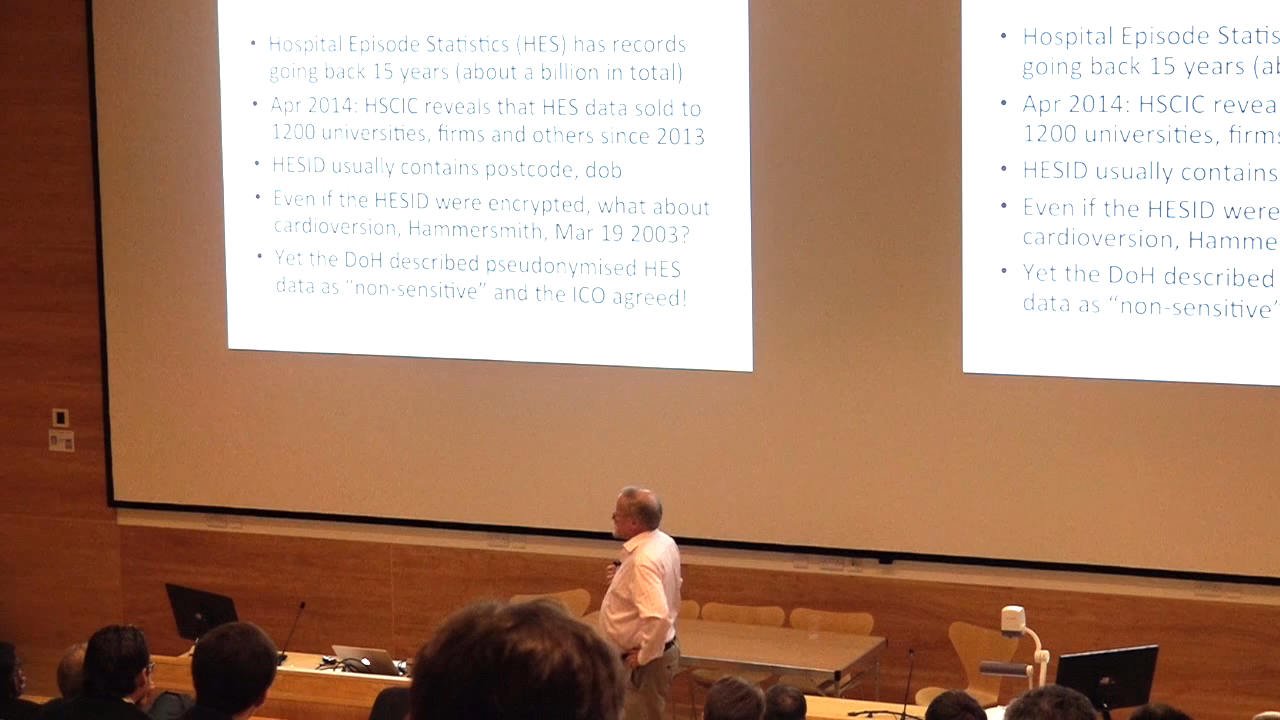 • Hospital Episode Statistics (HES) has records
going back 15 years (about a billion in total)
• Apr 2014: HSCIC reveals that HES data sold to
1200 universities, firms and others since 2013
• HESID usually contains postcode, dob
• Even if the HESID were encrypted, what about
cardioversion, Hammersmith, Mar 19 2003?
• Yet the DoH described pseudonymised HES
data as “non-sensitive” and the ICO agreed!
• Hospital Episode Statis
going back 15 years (ab
• Apr 2014: HSCIC revea
1200 universities, firms
• HESID usually contains
• Even if the HESID were
cardioversion, Hamme
• Yet the DoH described
data as “non-sensitive”